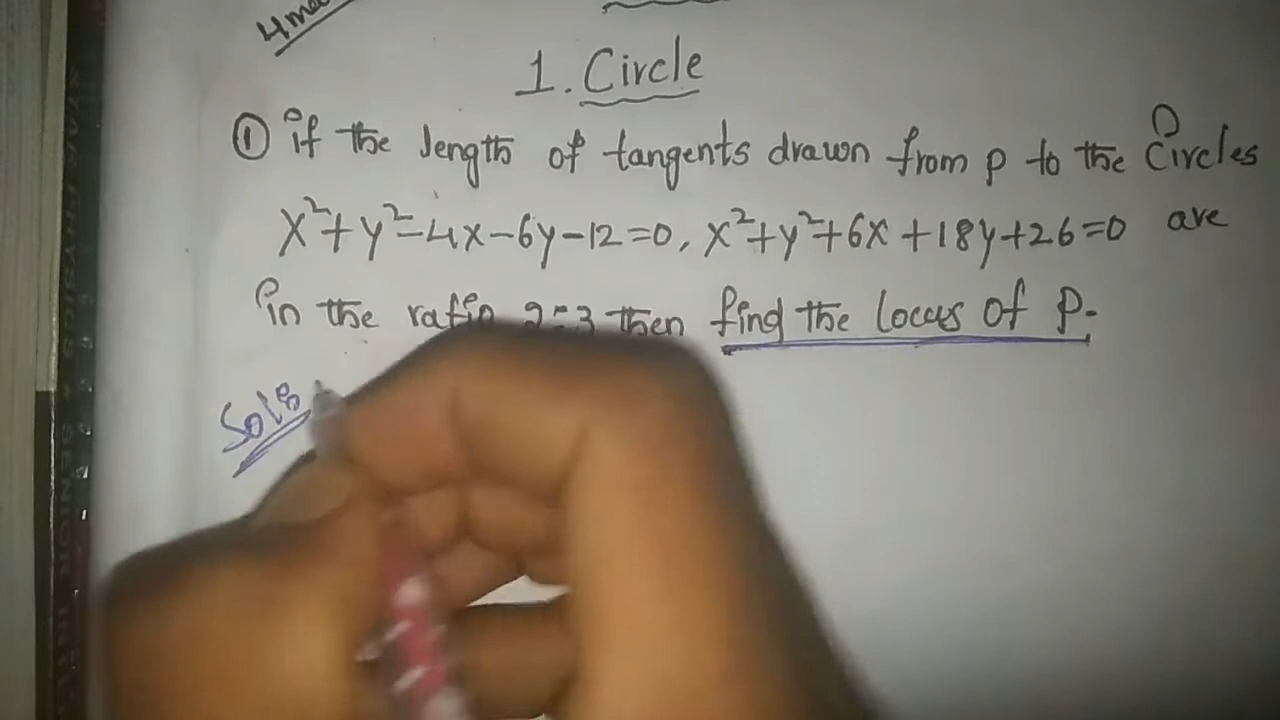 4 
1. Circle
① if the length of tangents drawn from p to the Circles
x²+y²-4x-6y-12=0, x²+y²+6x+18y+26=0 are
in the ratio 2:3 then find the locus of P.
Sol: